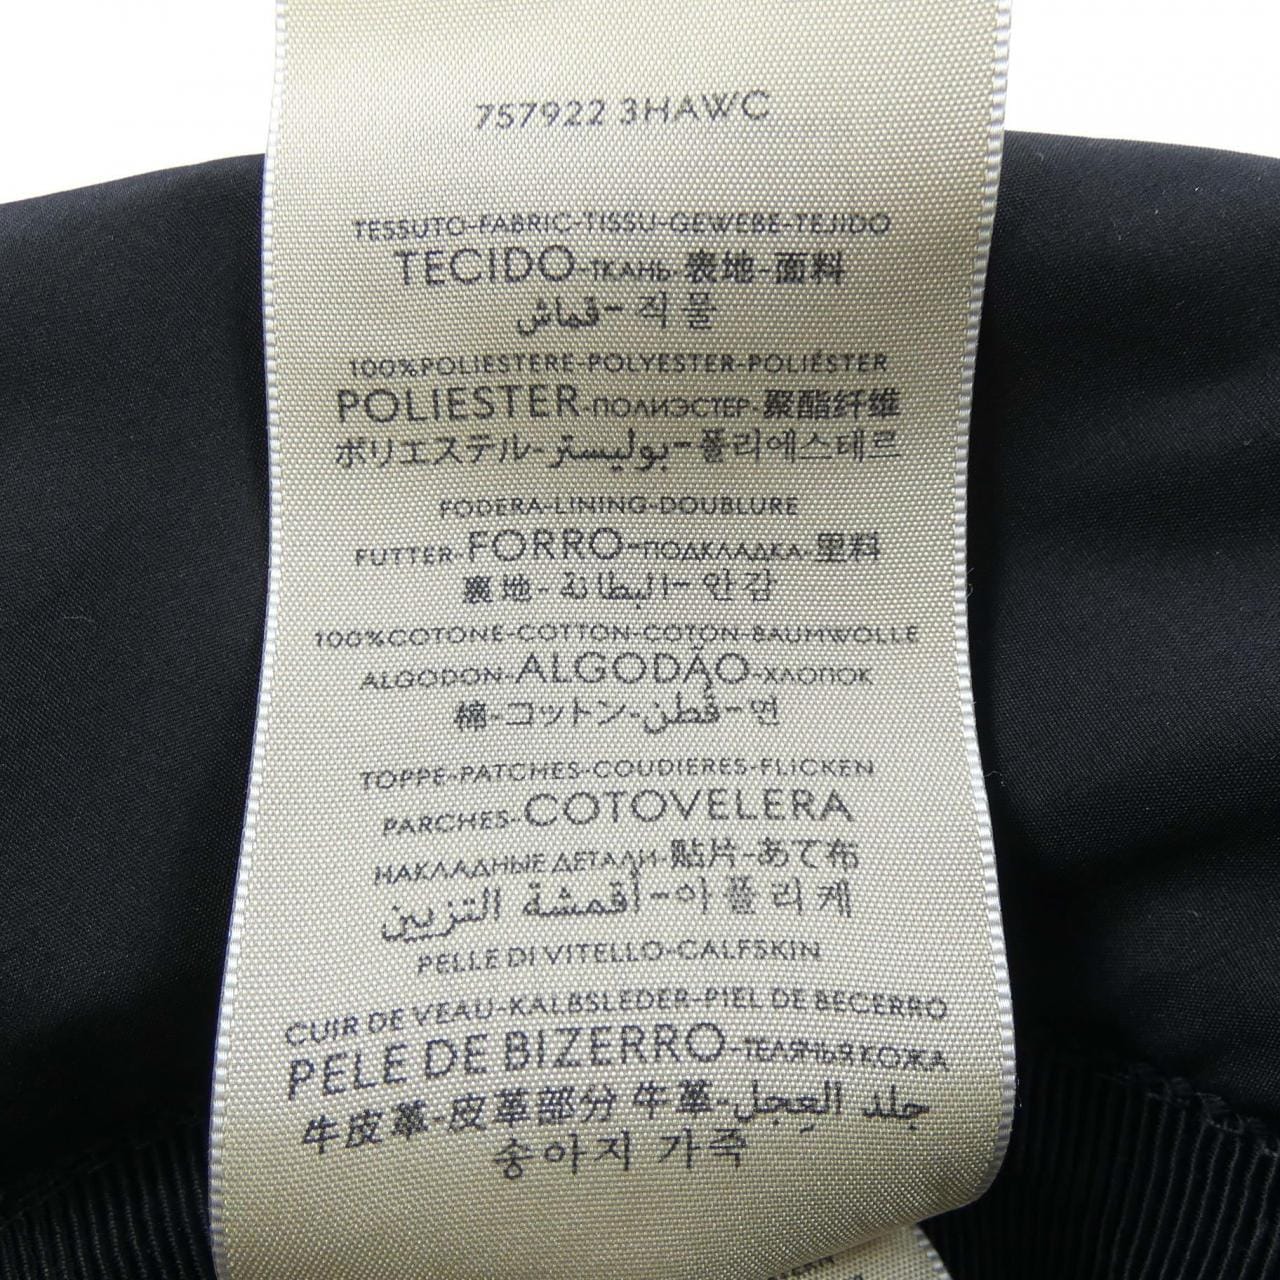 757922 3HAWC
TESSUTO-FABRIC-TISSU-GEWEBE-TEJIDO
TECIDO-ТКАНЬ-表地-面料
قماش-직물
100%POLIESTERE-POLYESTER-POLIÉSTER
POLIESTER-ПОЛИЭСТЕР-聚酯纤维
ポリエステル-بوليستر-폴리에스테르
FODERA-LINING-DOUBLURE
FUTTER-FORRO-ПОДКЛАДКА-里料
裏地-البطانة-안감
100%COTONE-COTTON-COTON-BAUMWOLLE
ALGODON-ALGODÃO-ХЛОПОК
棉-コットン-قُطن-면
TOPPE-PATCHES-COUDIERES-FLICKEN
PARCHES-COTOVELERA
НАКЛАДНЫЕ ДЕТАЛИ-贴片-あて布
أقمشة التزيين-아플리케
PELLE DI VITELLO-CALFSKIN
CUIR DE VEAU-KALBSLEDER-PIEL DE BECERRO
PELE DE BIZERRO-ТЕЛЯЧЬЯ КОЖА
牛皮革-皮革部分 牛革-جلد العِجل
송아지 가죽